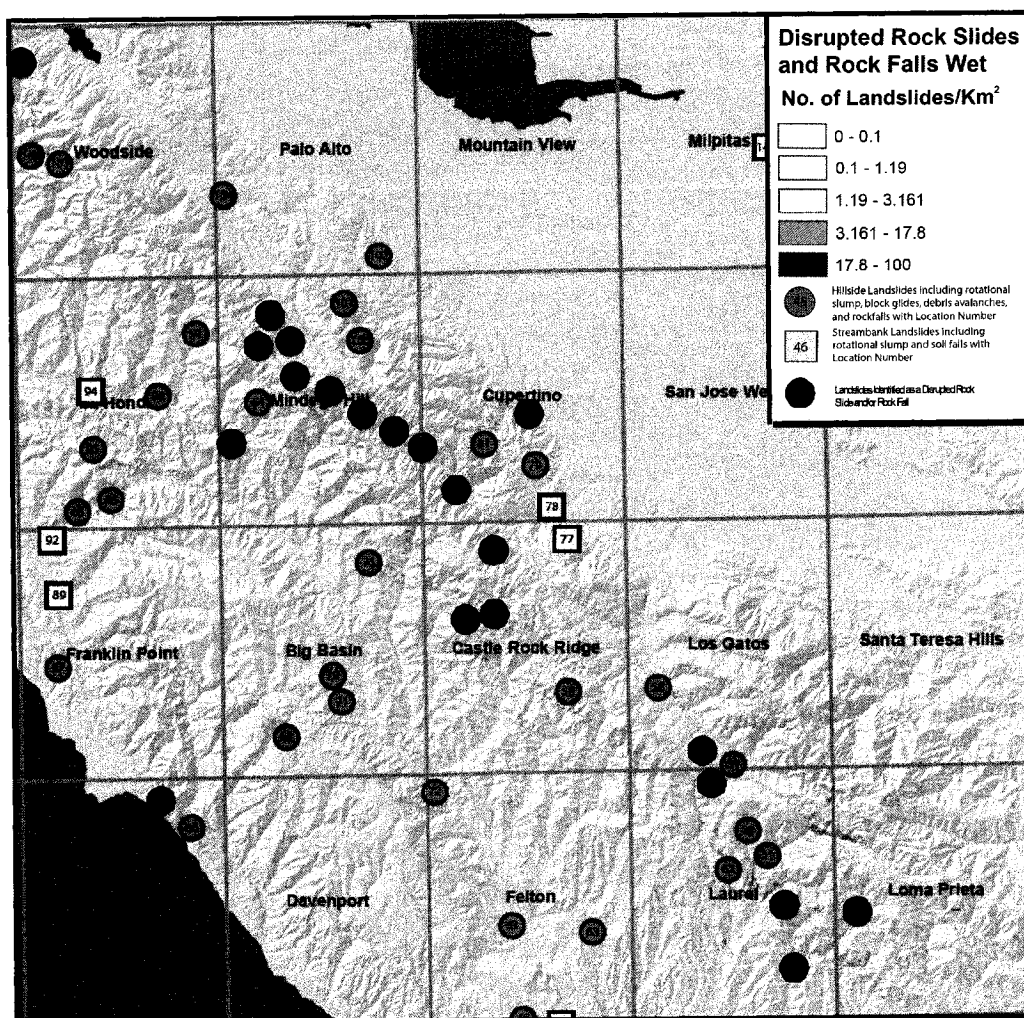 Disrupted Rock Slides
and Rock Falls Wet
No. of Landslides/Km²
0 - 0.1
0.1 - 1.19
1.19 - 3.161
3.161 - 17.8
17.8 - 100
Hillside Landslides including rotational
slump, block glides, debris avalanches,
and rockfalls with Location Number
46
Streambank Landslides including
rotational slump and soil falls with
Location Number
Landslides Identified as a Disrupted Rock
Slide and/or Rock Fall
Woodside
Palo Alto
Mountain View
Milpitas
94
Hond
Cupertino
San Jose We
78
92
77
89
Franklin Point
Big Basin
Castle Rock Ridge
Los Gatos
Santa Teresa Hills
Davenport
Felton
Laurel
Loma Prieta